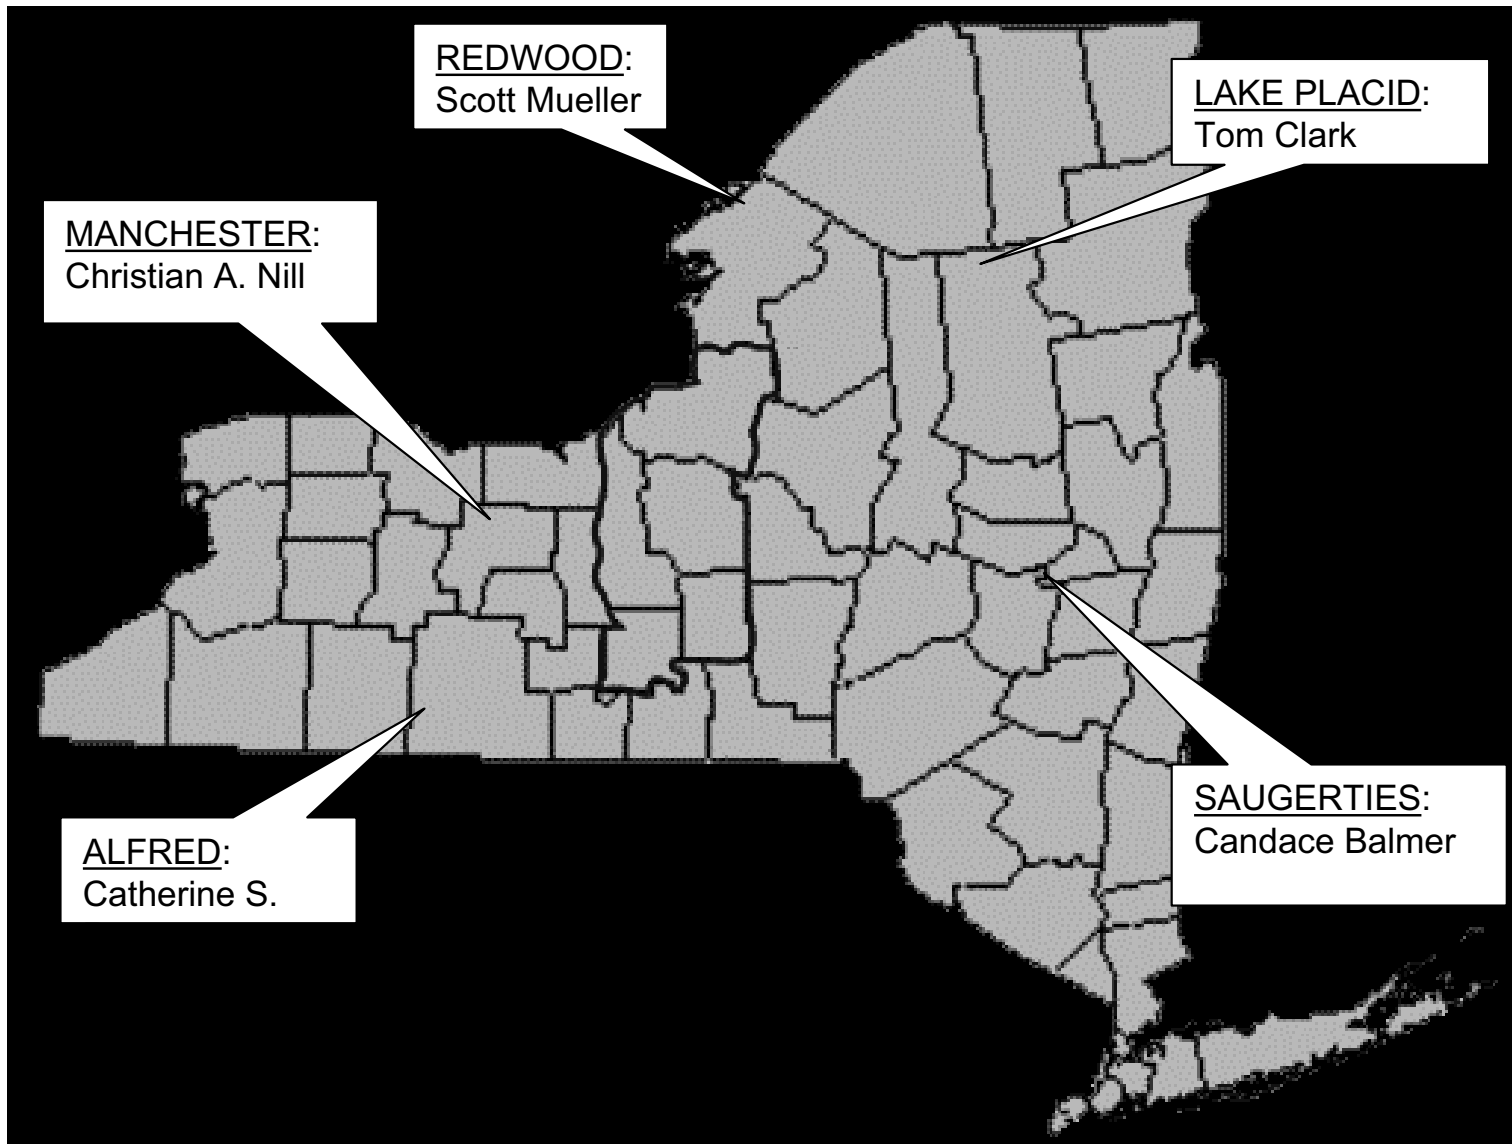 REDWOOD:
Scott Mueller
LAKE PLACID:
Tom Clark
MANCHESTER:
Christian A. Nill
SAUGERTIES:
Candace Balmer
ALFRED:
Catherine S.